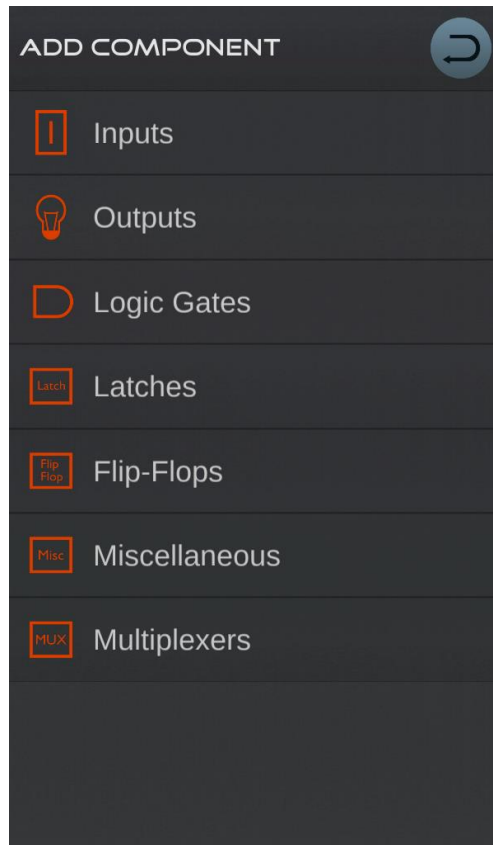 ADD COMPONENT
Inputs
Outputs
Logic Gates
Latch
Latches
Flip
Flop
Flip-Flops
Misc
Miscellaneous
MUX
Multiplexers